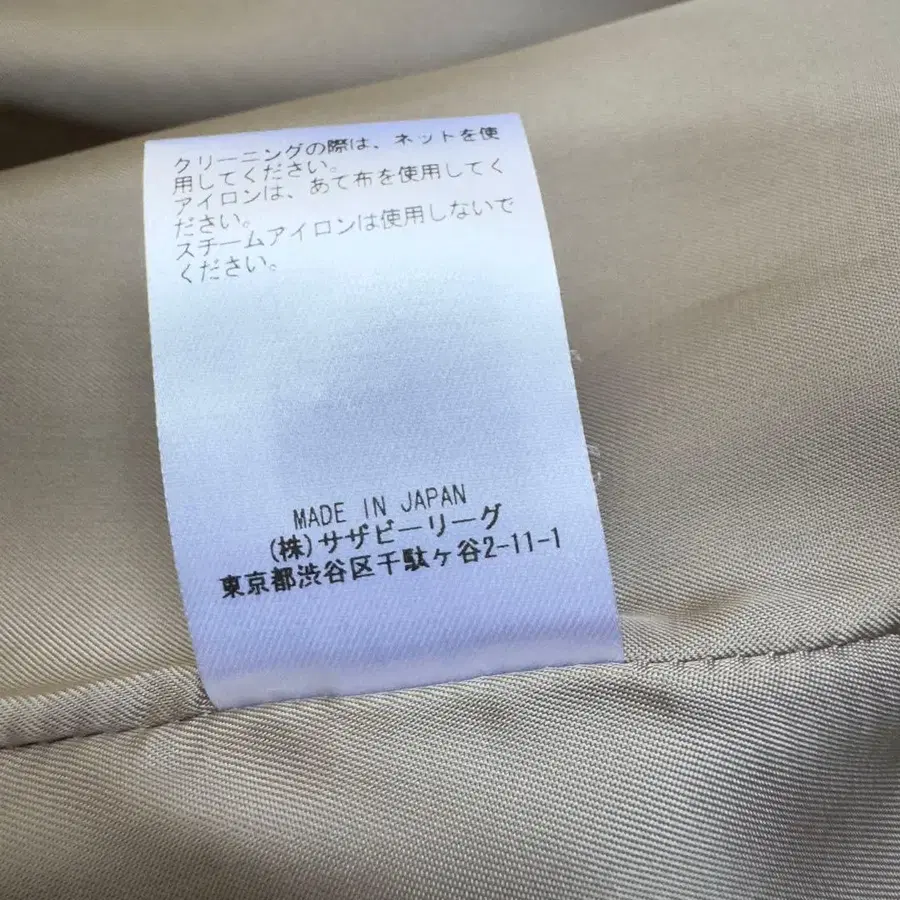 クリーニングの際は、ネットを使
用してください。
アイロンは、あて布を使用してく
ださい。
スチームアイロンは使用しないで
ください。
MADE IN JAPAN
(株)サザビーリーグ
東京都渋谷区千駄ヶ谷2-11-1